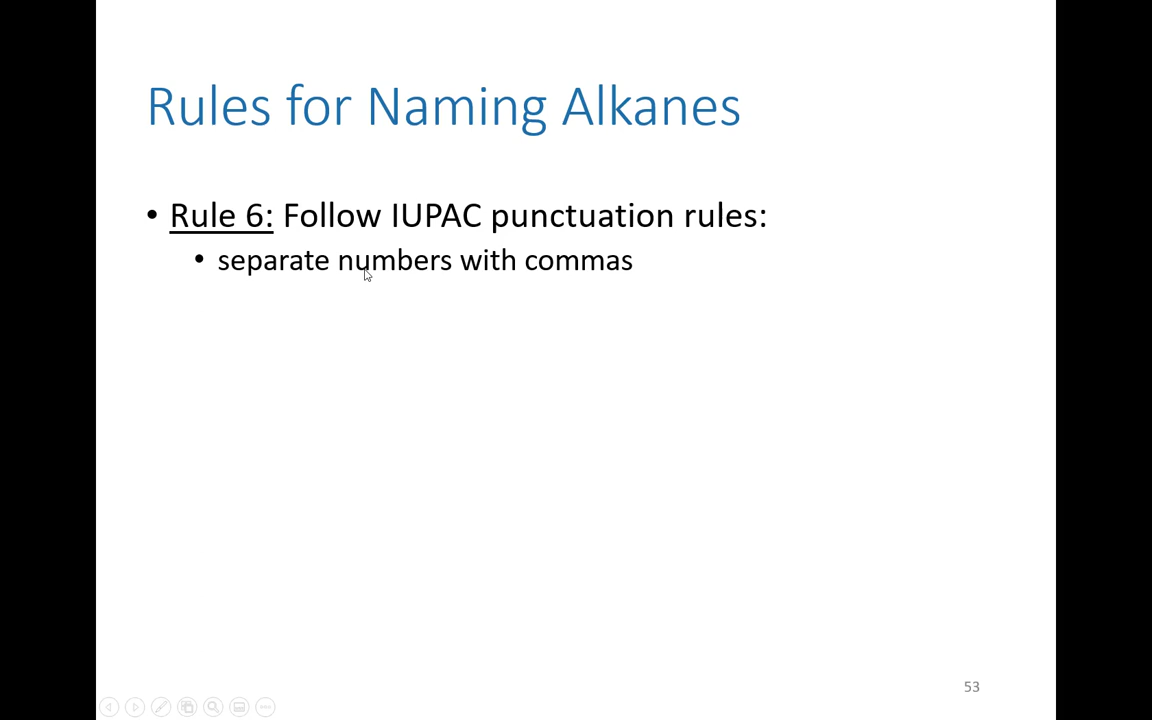 Rules for Naming Alkanes
• Rule 6: Follow IUPAC punctuation rules:
• separate numbers with commas
53